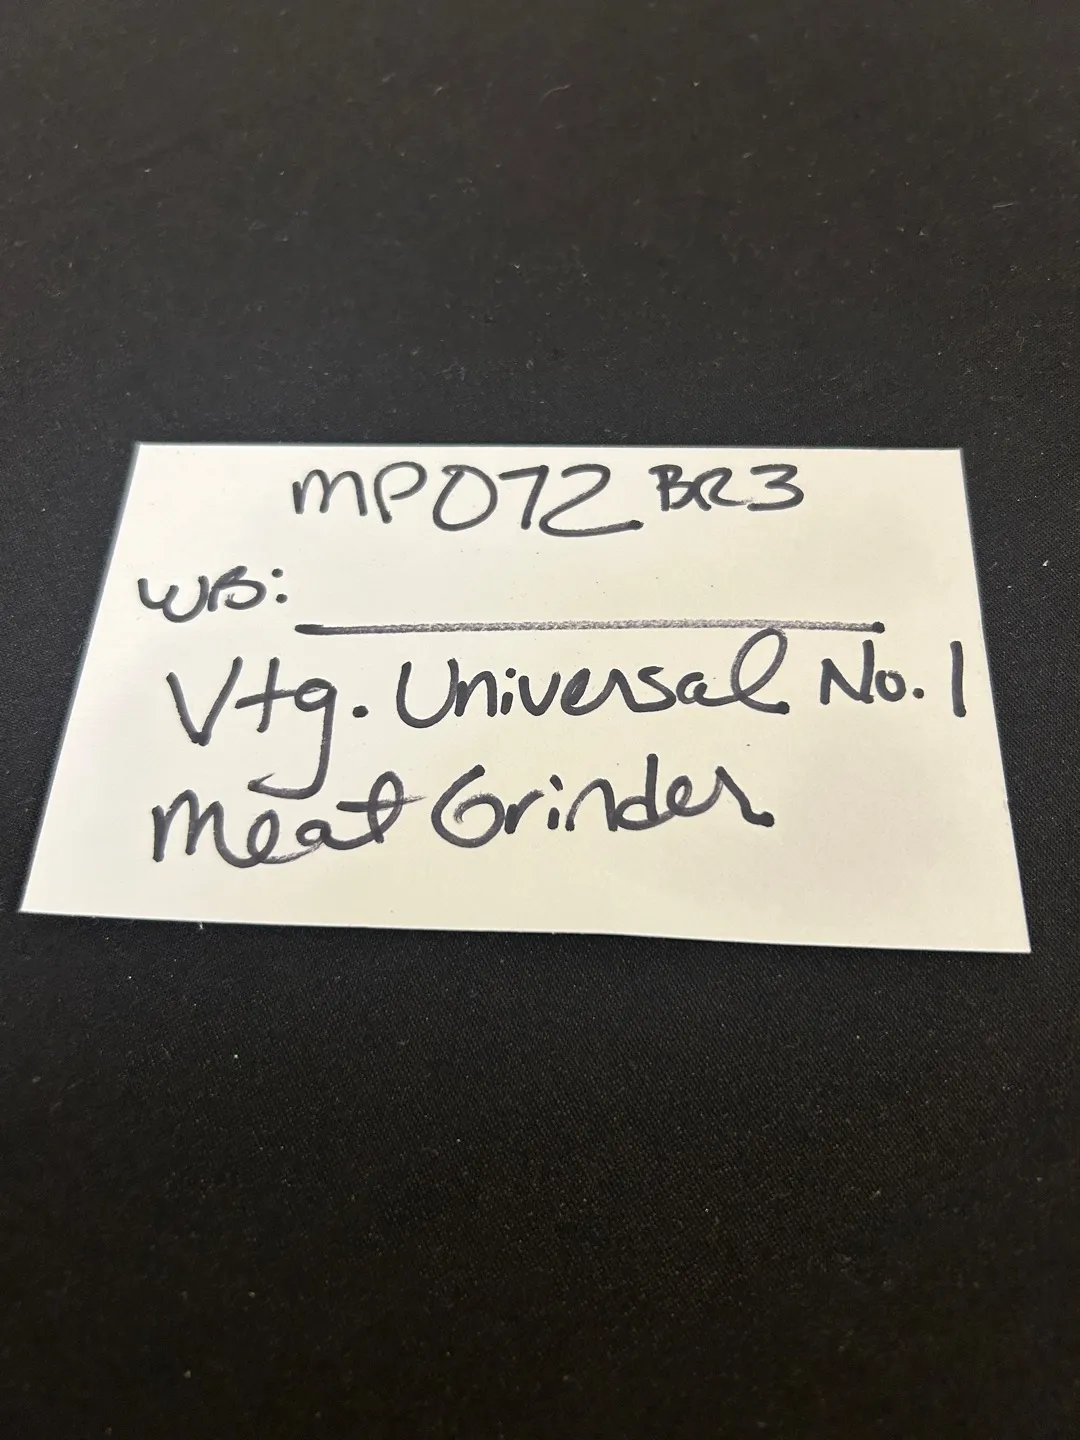 MP072 BR3
WB:
Vtg. Universal No. 1
Meat Grinder